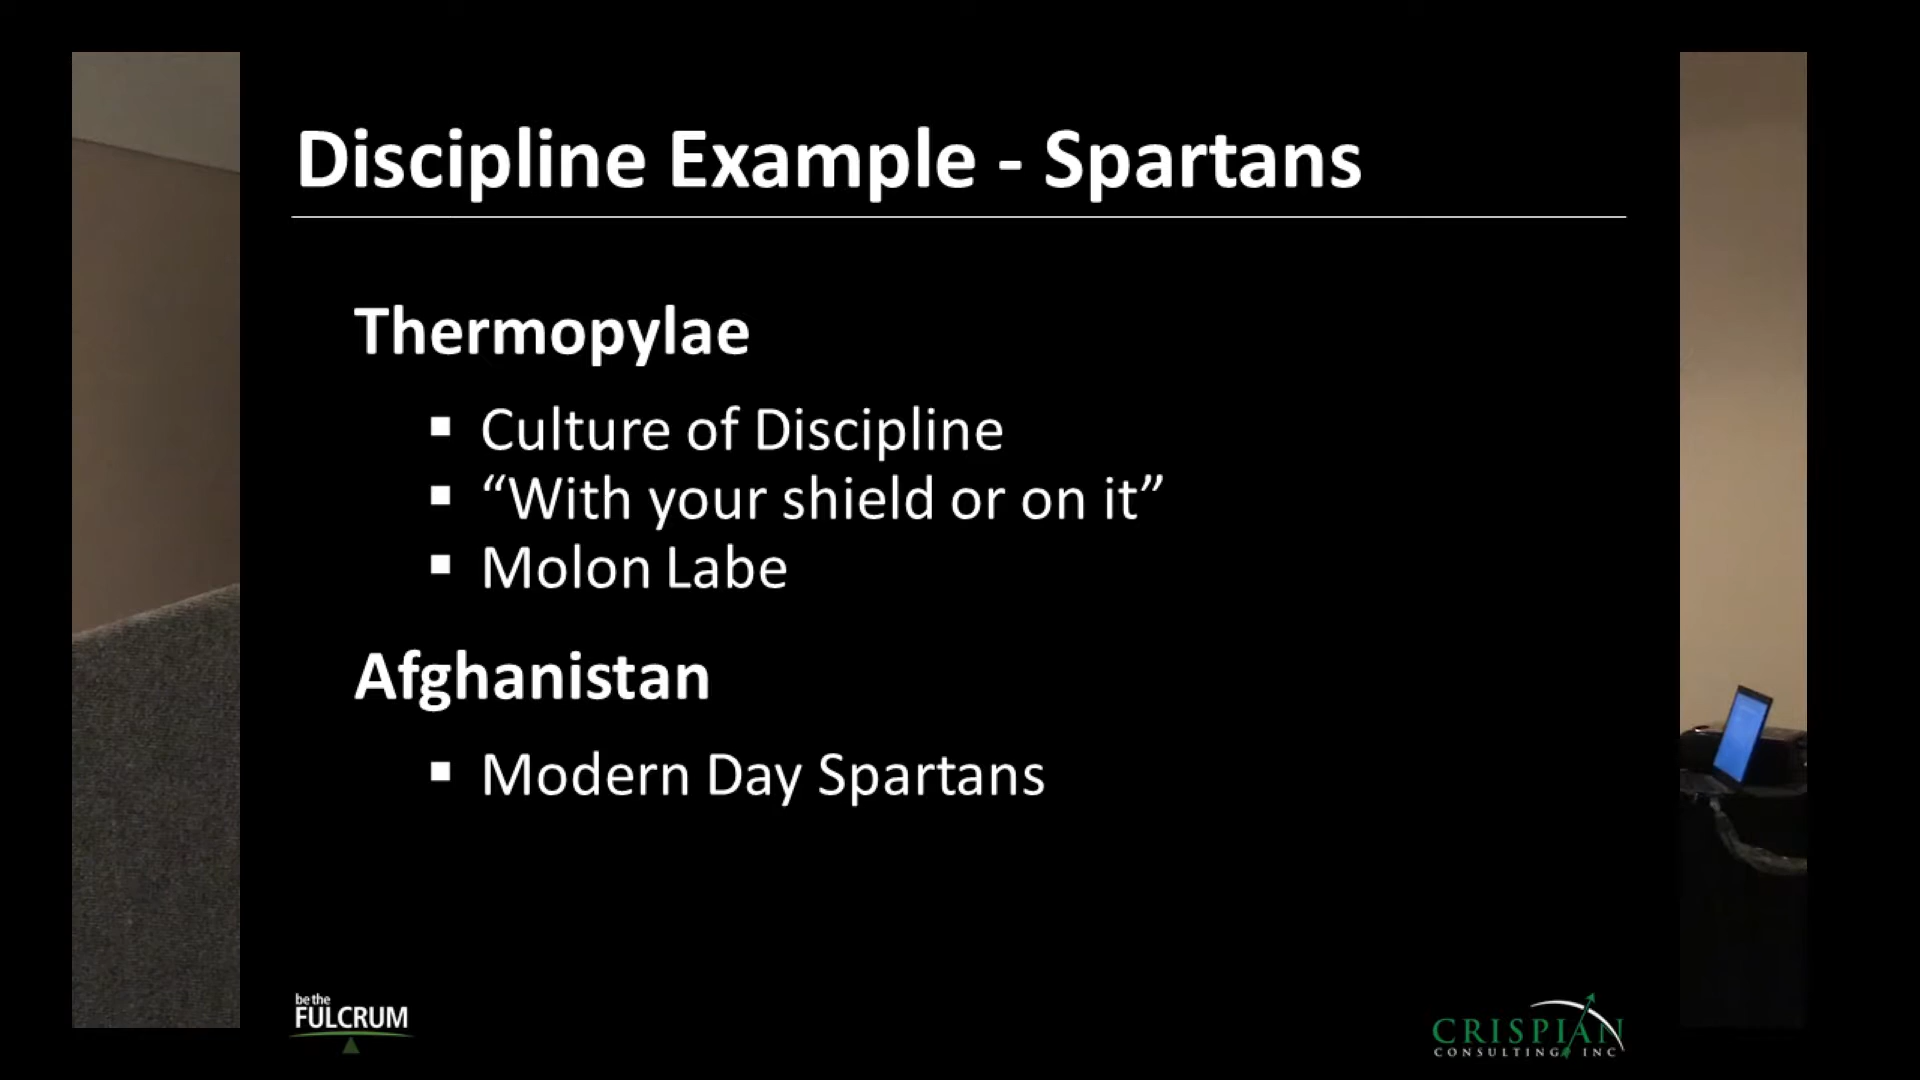 Discipline Example - Spartans
Thermopylae
▪ Culture of Discipline
▪ “With your shield or on it”
▪ Molon Labe
Afghanistan
▪ Modern Day Spartans
be the
FULCRUM
CRISPIAN
CONSULTING, INC